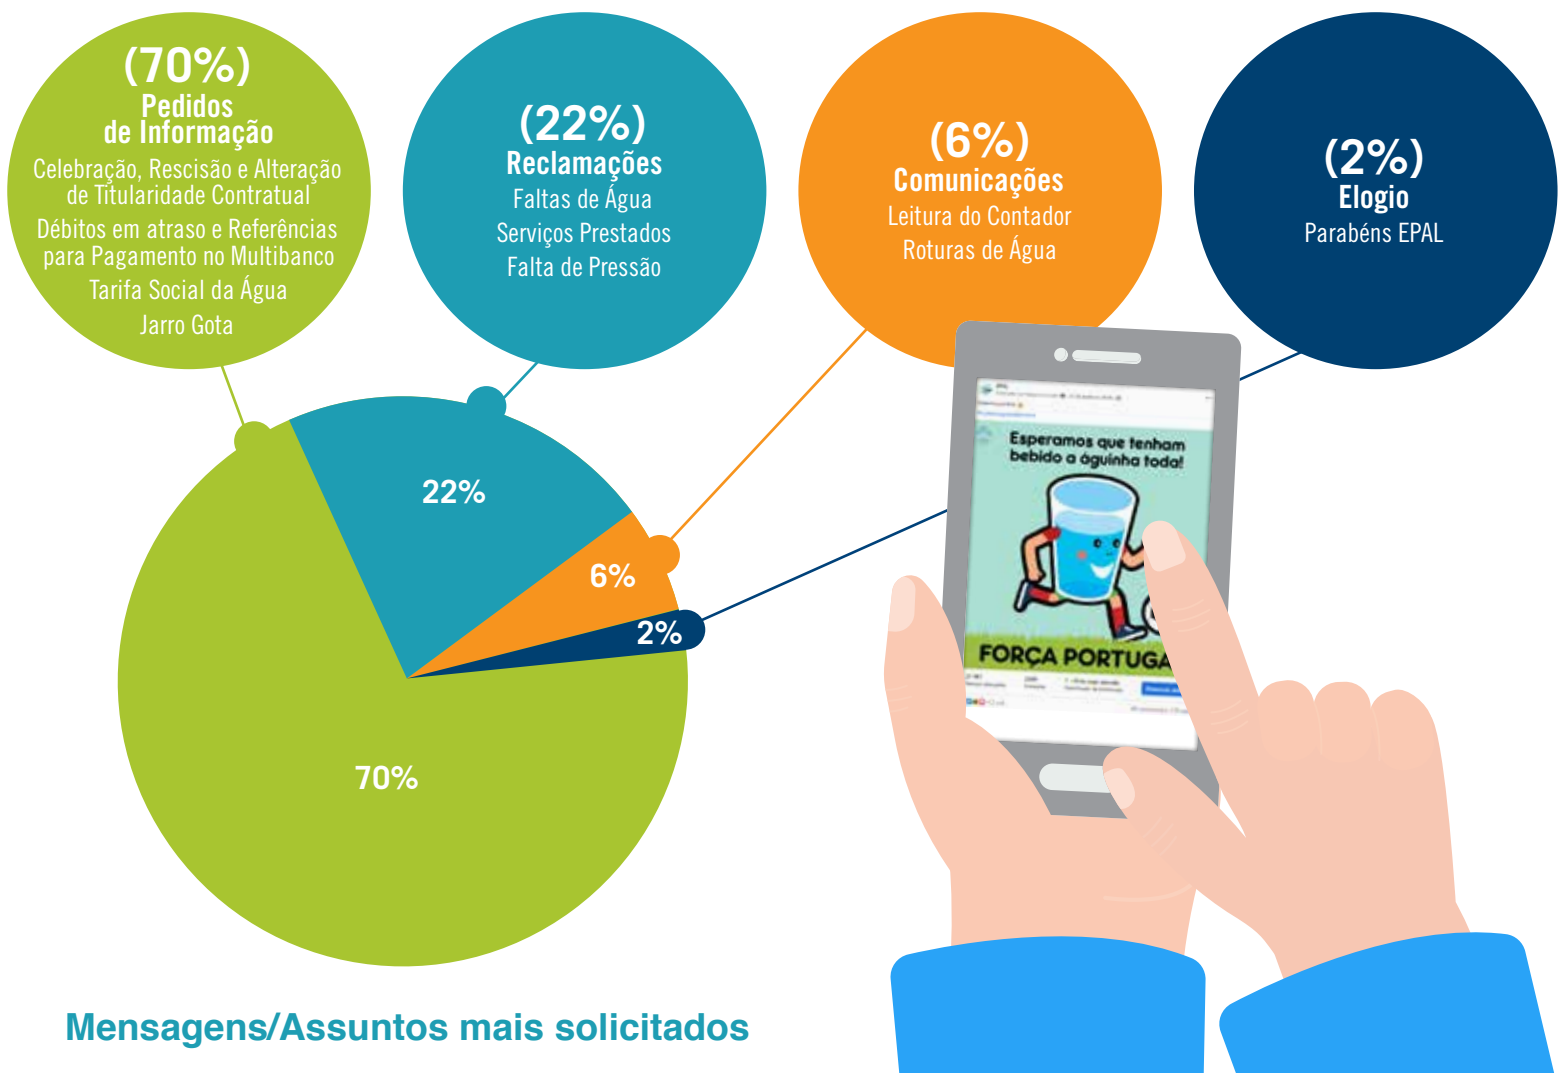 (70%)
Pedidos
de Informação
Celebração, Rescisão e Alteração
de Titularidade Contratual
Débitos em atraso e Referências
para Pagamento no Multibanco
Tarifa Social da Água
Jarro Gota
(22%)
Reclamações
Faltas de Água
Serviços Prestados
Falta de Pressão
(6%)
Comunicações
Leitura do Contador
Roturas de Água
(2%)
Elogio
Parabéns EPAL
22%
6%
2%
70%
Esperamos que tenham
bebido a águinha toda!
FORÇA PORTUGA
Mensagens/Assuntos mais solicitados